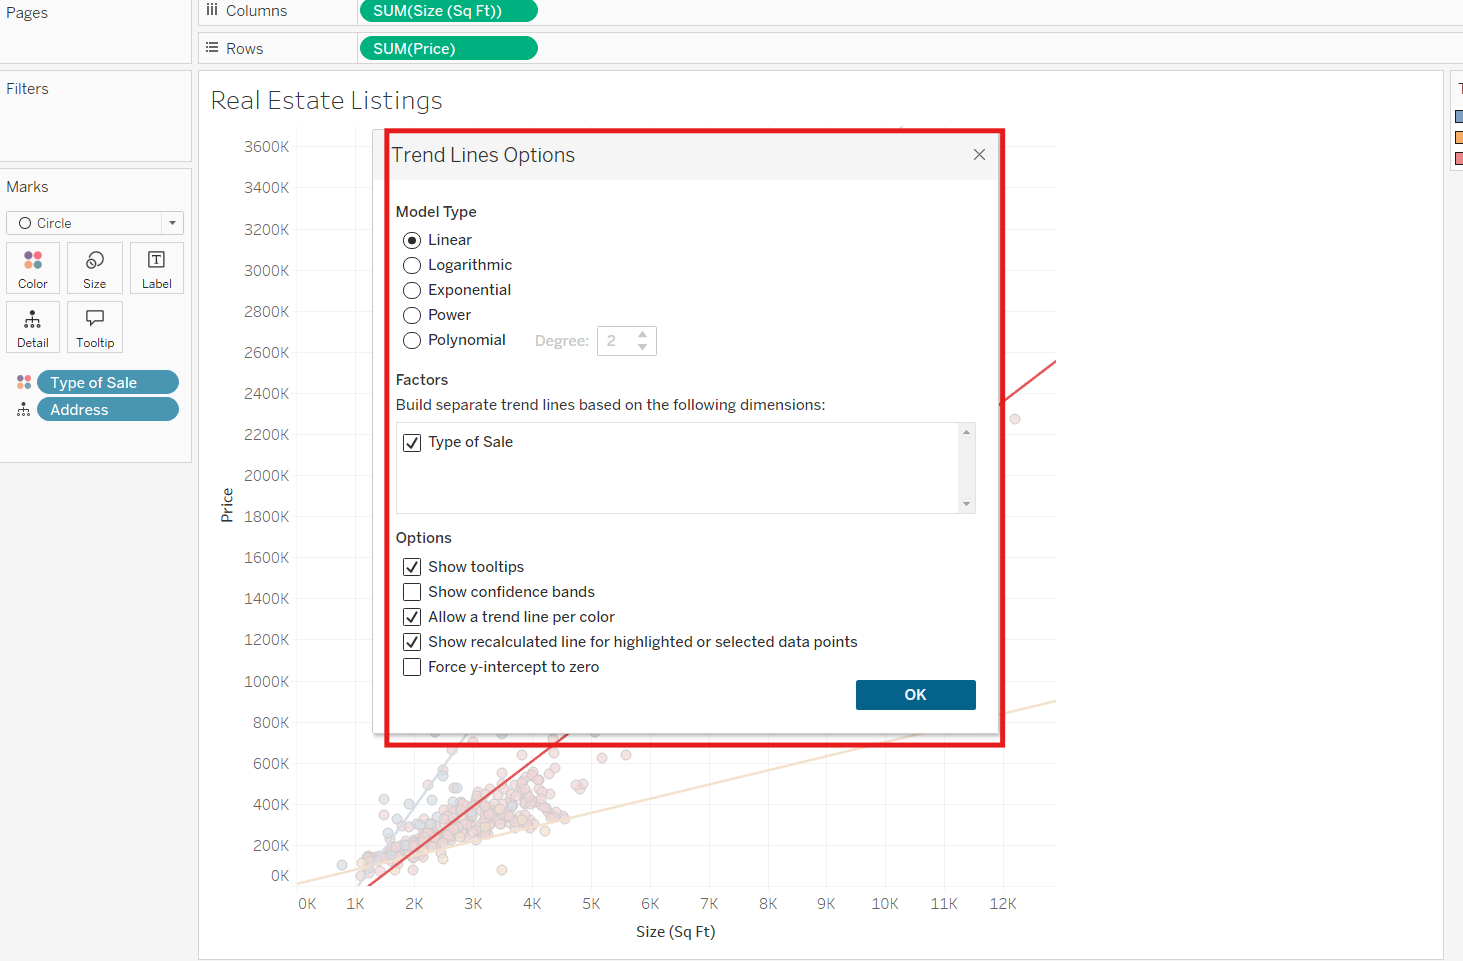 Pages
Columns
SUM(Size (Sq Ft))
Rows
SUM(Price)
Filters
Marks
Circle
Color
Size
Label
Detail
Tooltip
Type of Sale
Address
Real Estate Listings
3600K
3400K
3200K
3000K
2800K
2600K
2400K
2200K
2000K
1800K
1600K
1400K
1200K
1000K
800K
600K
400K
200K
0K
Price
0K
1K
2K
3K
4K
5K
6K
7K
8K
9K
10K
11K
12K
Size (Sq Ft)
Trend Lines Options
Model Type
Linear
Logarithmic
Exponential
Power
Polynomial
Degree: 2
Factors
Build separate trend lines based on the following dimensions:
Type of Sale
Options
Show tooltips
Show confidence bands
Allow a trend line per color
Show recalculated line for highlighted or selected data points
Force y-intercept to zero
OK